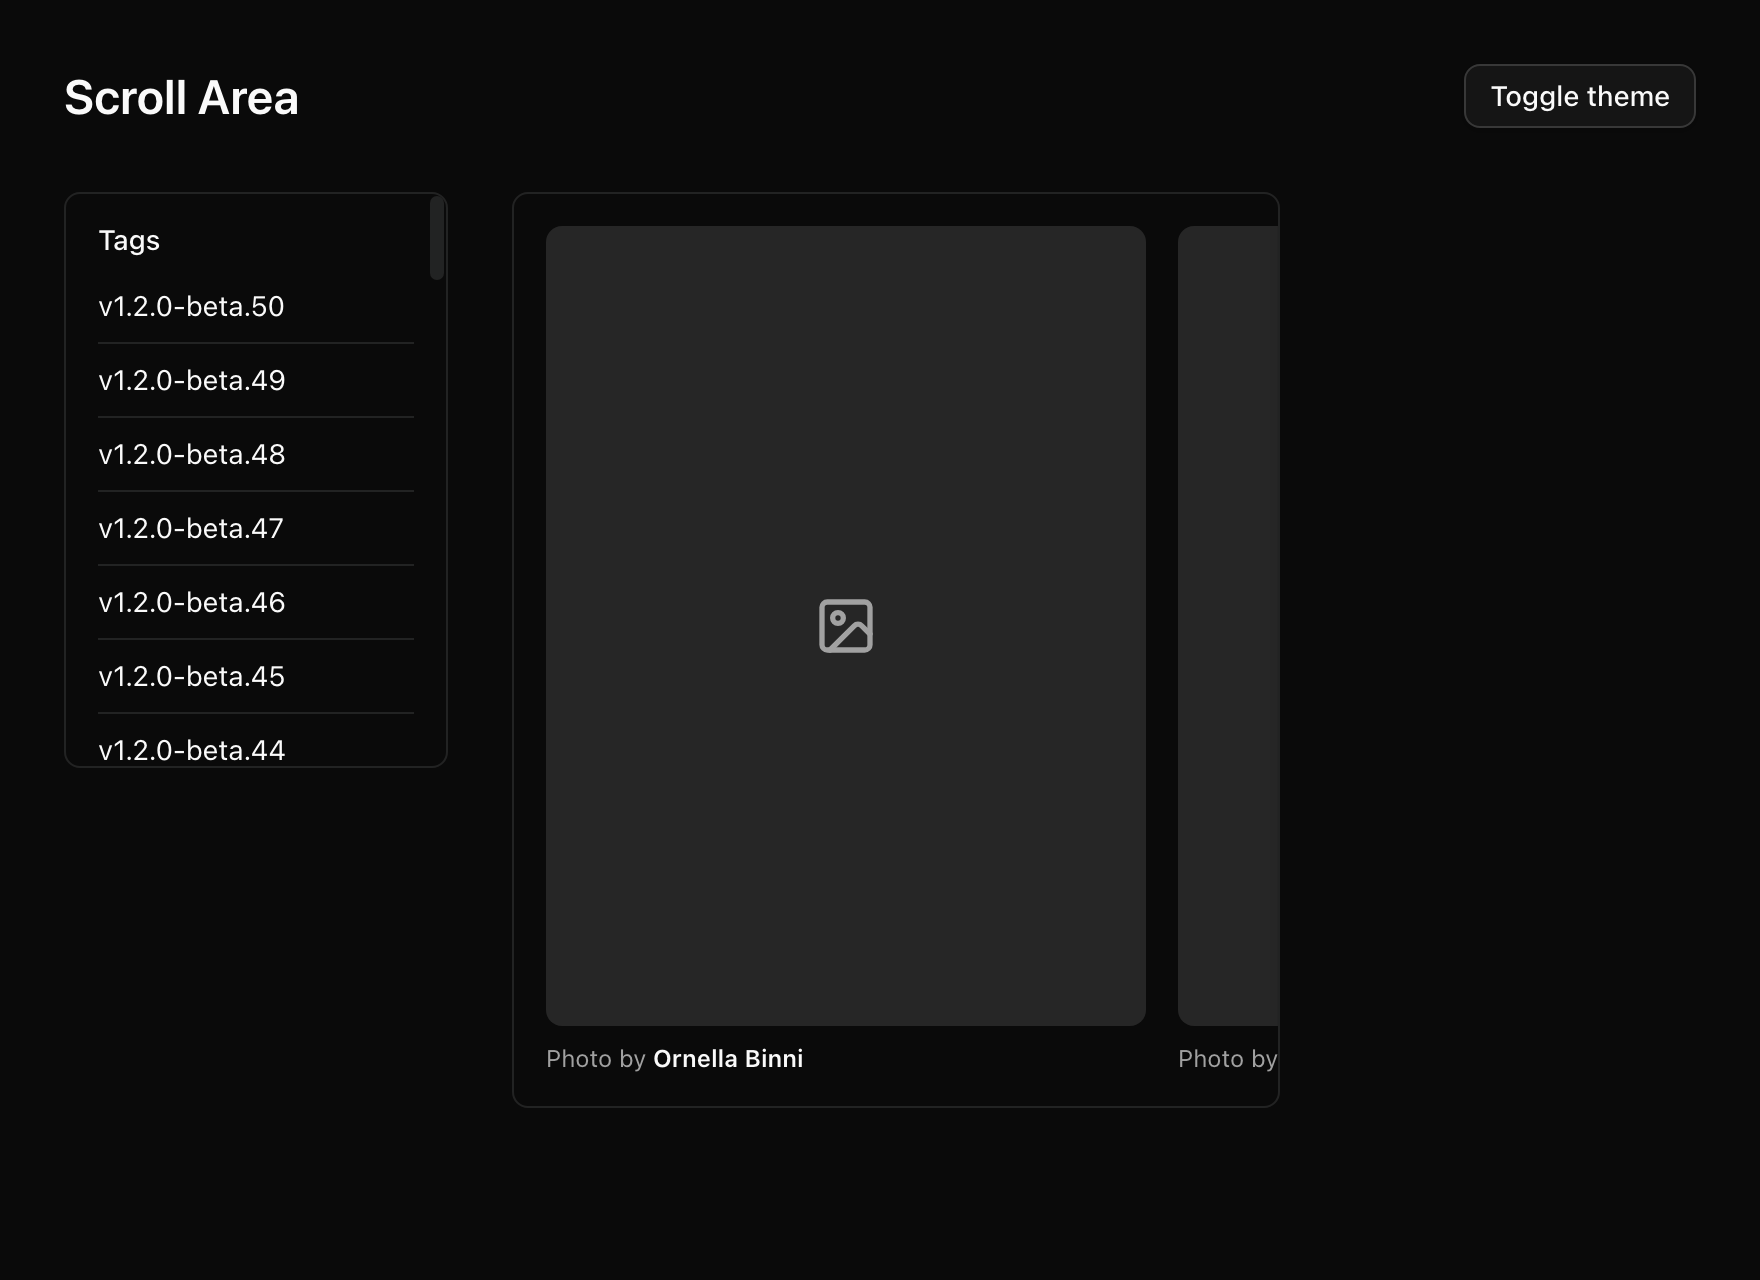 Scroll Area
Toggle theme
Tags
v1.2.0-beta.50
v1.2.0-beta.49
v1.2.0-beta.48
v1.2.0-beta.47
v1.2.0-beta.46
v1.2.0-beta.45
v1.2.0-beta.44
Photo by Ornella Binni
Photo by